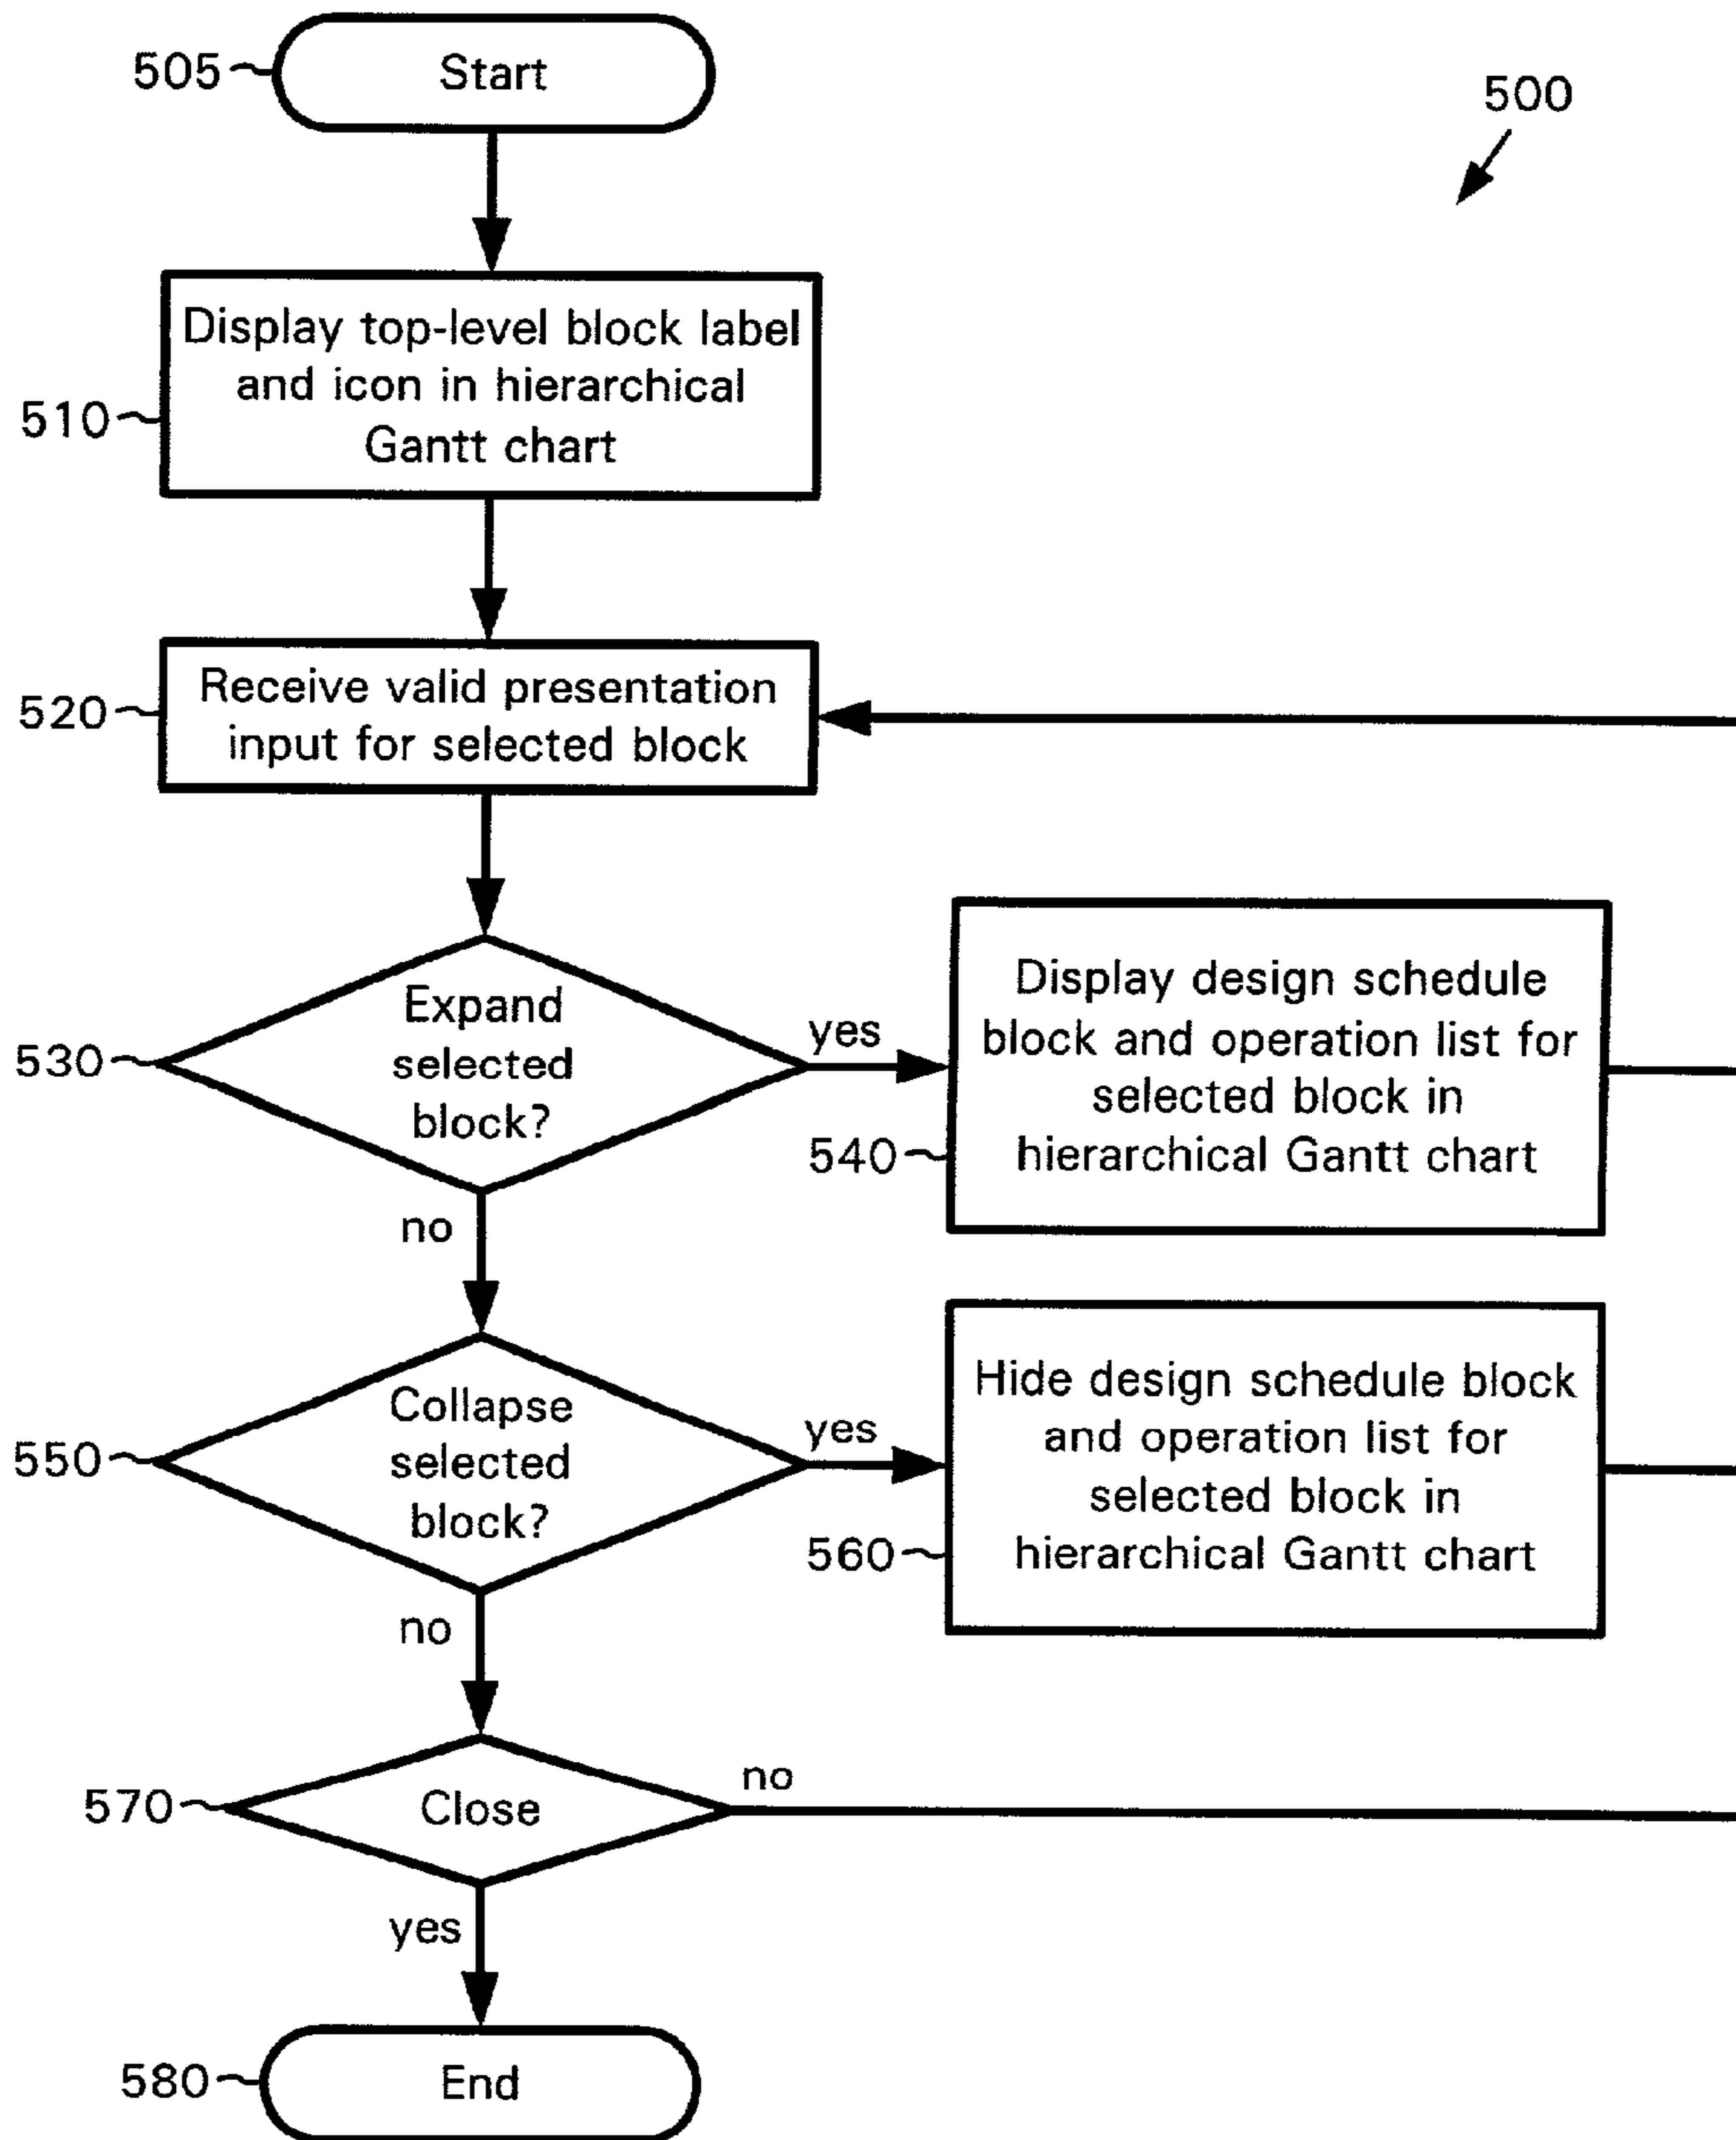 505
Start
500
Display top-level block label
and icon in hierarchical
Gantt chart
510
Receive valid presentation
input for selected block
520
Expand
selected
block?
530
yes
Display design schedule
block and operation list for
selected block in
hierarchical Gantt chart
540
no
Collapse
selected
block?
550
yes
Hide design schedule block
and operation list for
selected block in
hierarchical Gantt chart
560
no
Close
570
no
yes
End
580